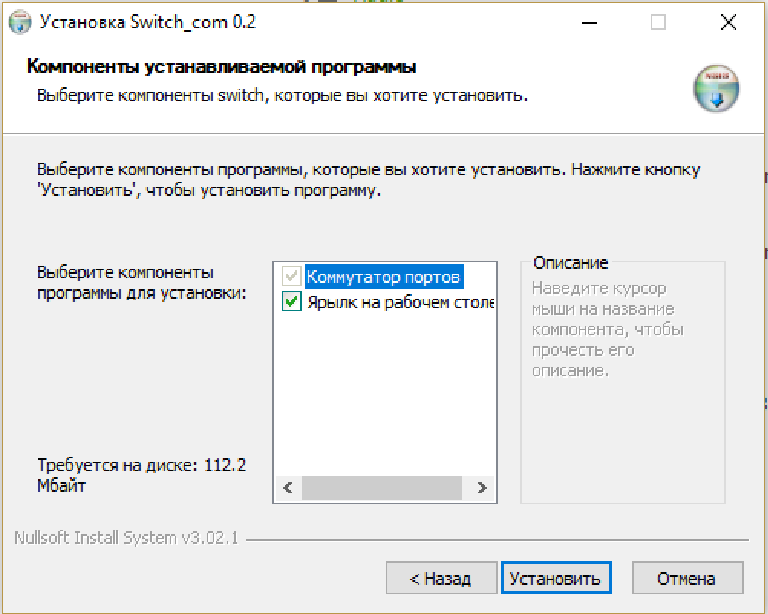 Установка Switch_com 0.2
Компоненты устанавливаемой программы
Выберите компоненты switch, которые вы хотите установить.
Выберите компоненты программы, которые вы хотите установить. Нажмите кнопку
'Установить', чтобы установить программу.
Выберите компоненты
программы для установки:
Коммутатор портов
Ярылк на рабочем столе
Описание
Наведите курсор
мыши на название
компонента, чтобы
прочесть его
описание.
Требуется на диске: 112.2
Мбайт
Nullsoft Install System v3.02.1
< Назад
Установить
Отмена